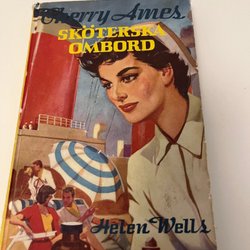 Cherry Ames,
SKÖTERSKA
OMBORD
Helen Wells